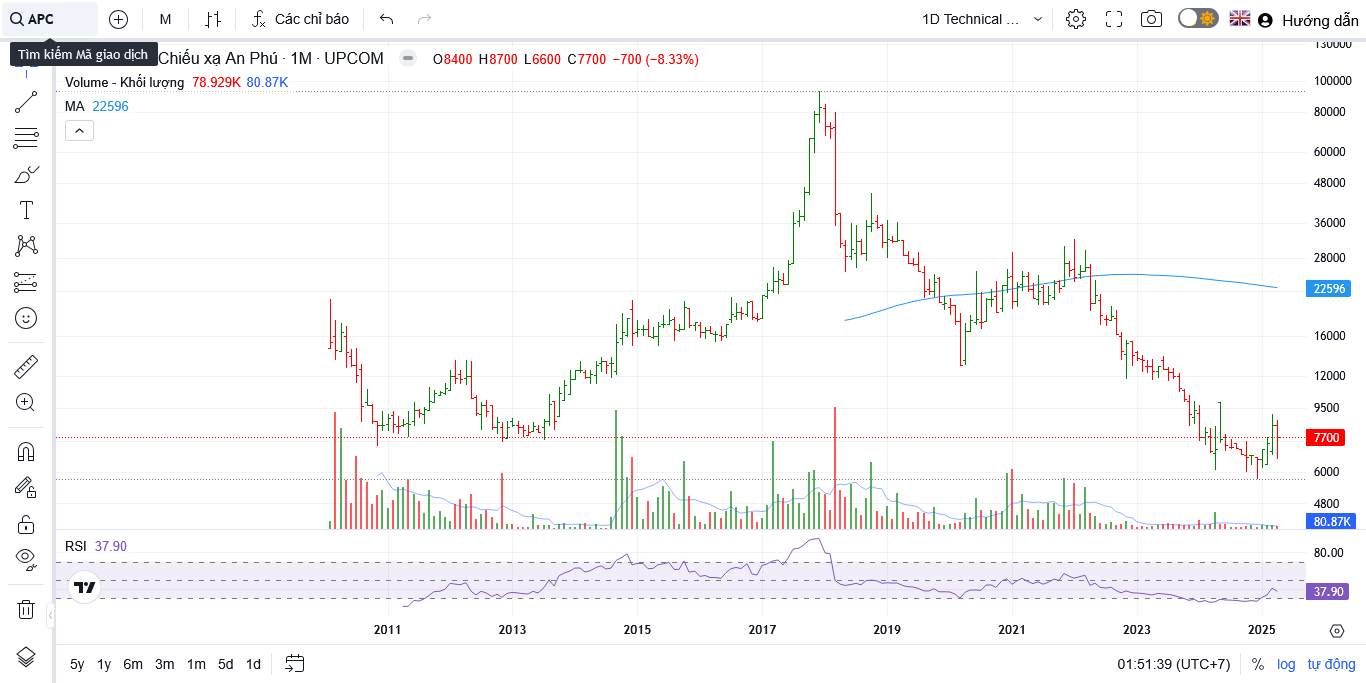 APC
M
Các chỉ báo
1D Technical ...
Hướng dẫn
Tìm kiếm Mã giao dịch
Chiếu xạ An Phú · 1M · UPCOM
O8400 H8700 L6600 C7700 −700 (−8.33%)
Volume - Khối lượng 78.929K 80.87K
MA 22596
130000
100000
80000
60000
48000
36000
28000
22596
16000
12000
9500
7700
6000
4800
80.87K
RSI 37.90
80.00
37.90
2011 2013 2015 2017 2019 2021 2023 2025
5y 1y 6m 3m 1m 5d 1d
01:51:39 (UTC+7) % log tự động